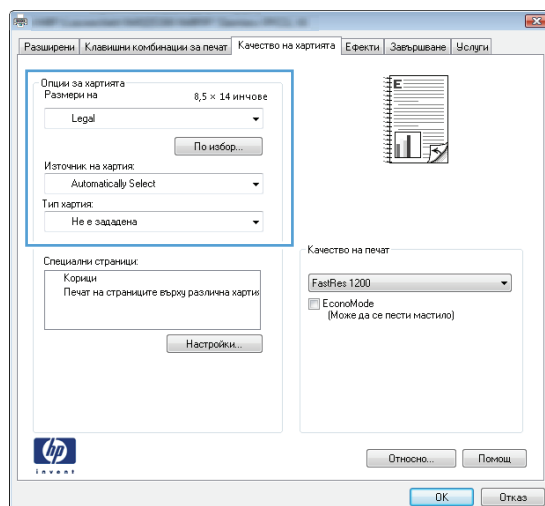 Разширени
Клавишни комбинации за печат
Качество на хартията
Ефекти
Завършване
Услуги
Опции за хартията
Размери на
8,5 × 14 инчове
Legal
По избор...
Източник на хартия:
Automatically Select
Тип хартия:
Не е зададена
E
Специални страници:
Корици
Печат на страниците върху различна хартия
Настройки...
Качество на печат
FastRes 1200
EconoMode
(Може да се пести мастило)
hp
invent
Относно...
Помощ
OK
Отказ